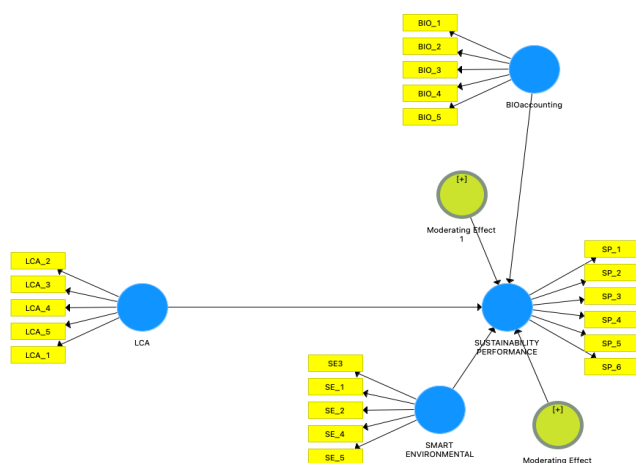 BIO_1
BIO_2
BIO_3
BIO_4
BIO_5
BIOaccounting
[+]
Moderating Effect
1
LCA_2
LCA_3
LCA_4
LCA_5
LCA_1
LCA
SP_1
SP_2
SP_3
SP_4
SP_5
SP_6
SUSTAINABILITY
PERFORMANCE
SE3
SE_1
SE_2
SE_4
SE_5
SMART
ENVIRONMENTAL
[+]
Moderating Effect